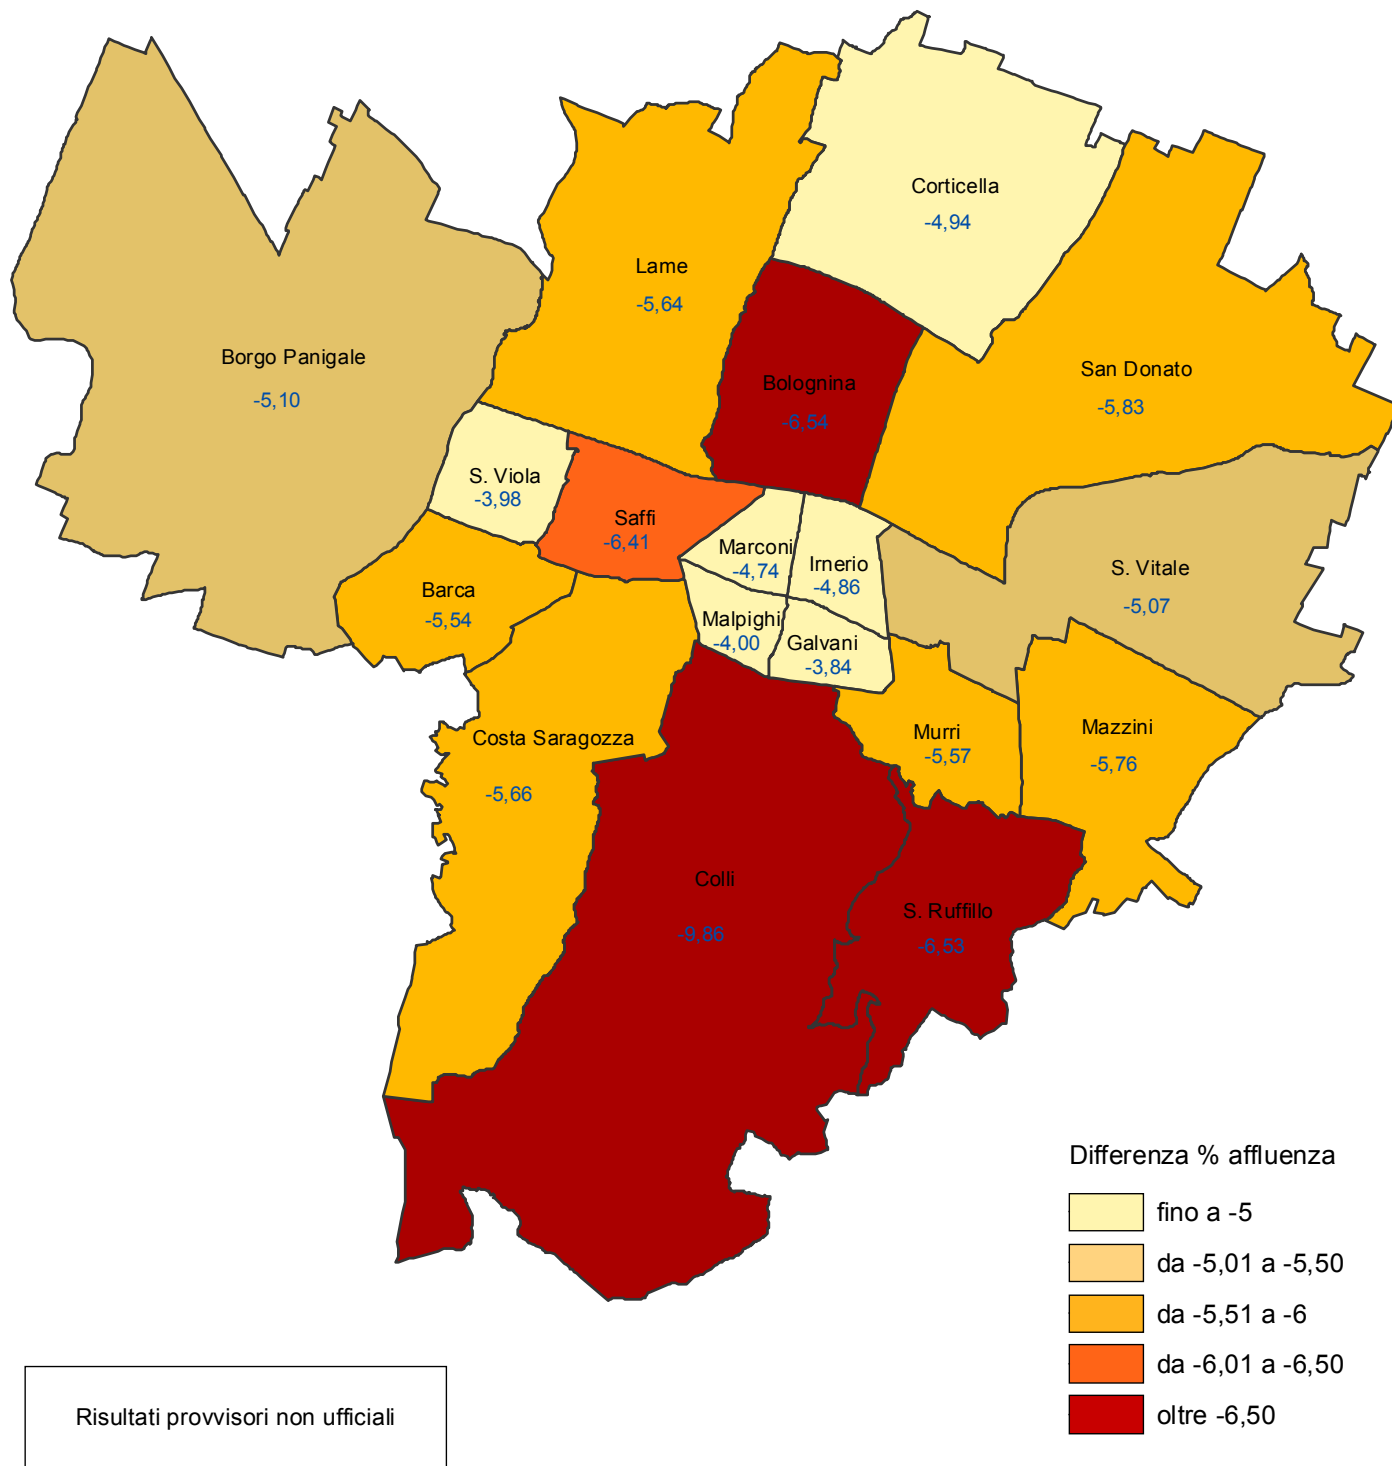 Corticella
-4,94
Lame
-5,64
Borgo Panigale
-5,10
Bolognina
-6,54
San Donato
-5,83
S. Viola
-3,98
Saffi
-6,41
Marconi
-4,74
Irnerio
-4,86
S. Vitale
-5,07
Barca
-5,54
Malpighi
-4,00
Galvani
-3,84
Costa Saragozza
-5,66
Murri
-5,57
Mazzini
-5,76
Colli
-9,86
S. Ruffillo
-6,53
Differenza % affluenza
fino a -5
da -5,01 a -5,50
da -5,51 a -6
da -6,01 a -6,50
oltre -6,50
Risultati provvisori non ufficiali